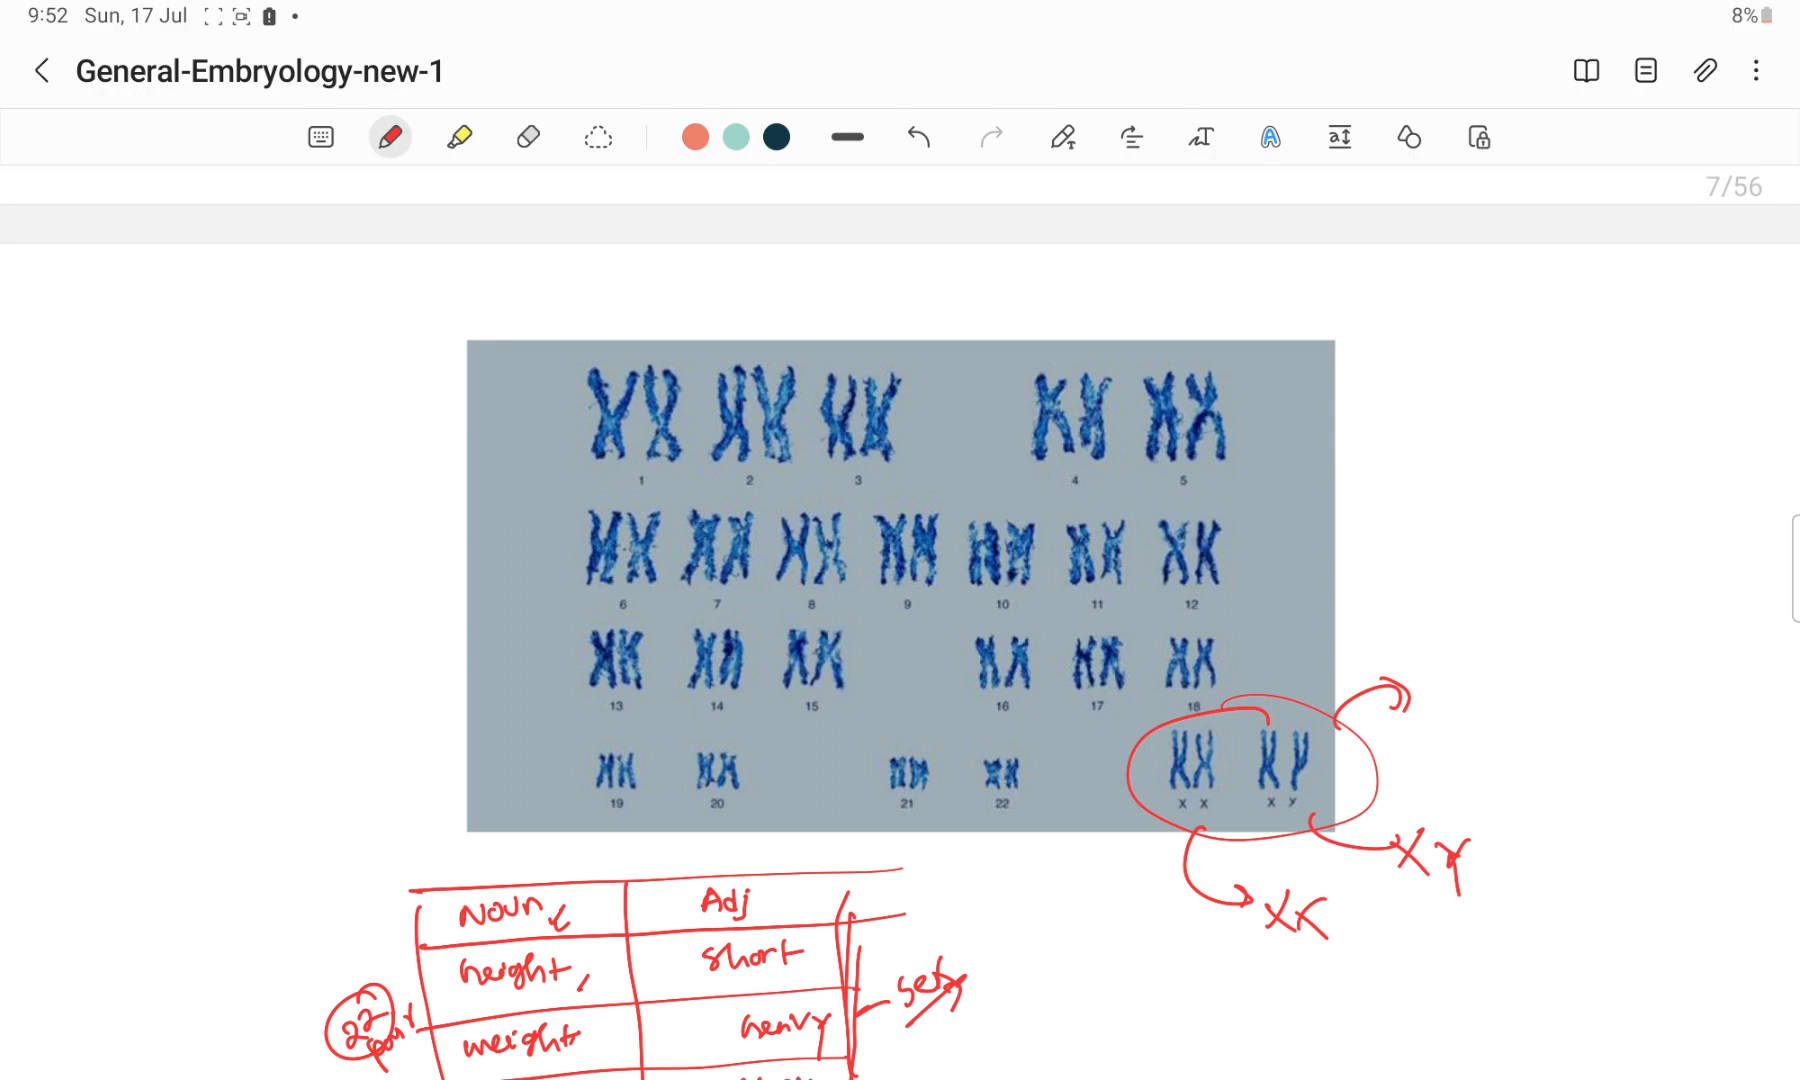 9:52 Sun, 17 Jul 8%
General-Embryology-new-1
7/56
1 2 3 4 5
6 7 8 9 10 11 12
13 14 15 16 17 18
19 20 21 22 X X X Y
XY
XX
Noun Adj
height, short
22 pair sets
weight heavy